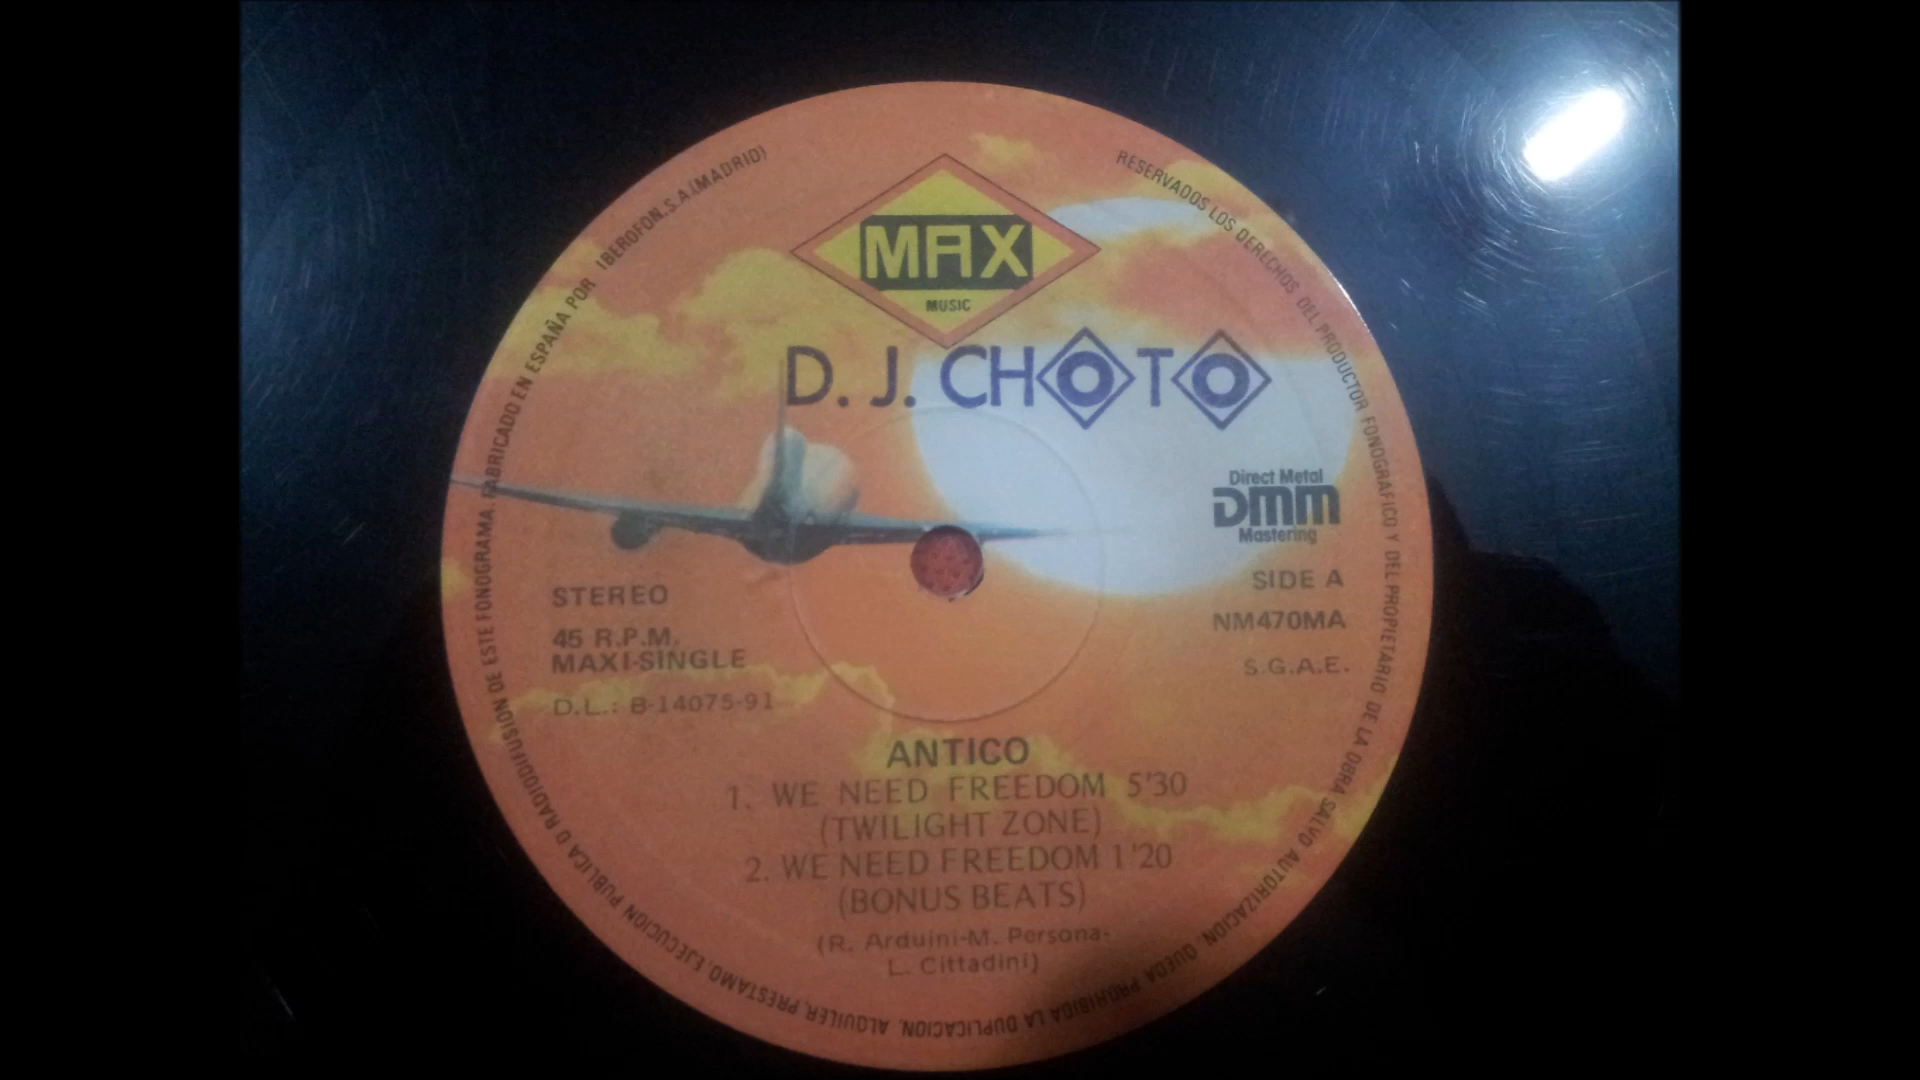 MAX
MUSIC
D. J. CHOTO
Direct Metal
DMM
Mastering
STEREO
SIDE A
45 R.P.M.
MAXI-SINGLE
NM470MA
S.G.A.E.
D.L.: B-14075-91
ANTICO
1. WE NEED FREEDOM 5'30
(TWILIGHT ZONE)
2. WE NEED FREEDOM 1'20
(BONUS BEATS)
(R. Arduini-M. Persona-
L. Cittadini)
RESERVADOS LOS DERECHOS DEL PRODUCTOR FONOGRAFICO Y DEL PROPIETARIO DE LA OBRA SALVO AUTORIZACION. QUEDA PROHIBIDA LA DUPLICACION, ALQUILER, PRESTAMO, EJECUCION PUBLICA O RADIODIFUSION DE ESTE FONOGRAMA. FABRICADO EN ESPAÑA POR IBEROFON, S.A. (MADRID)